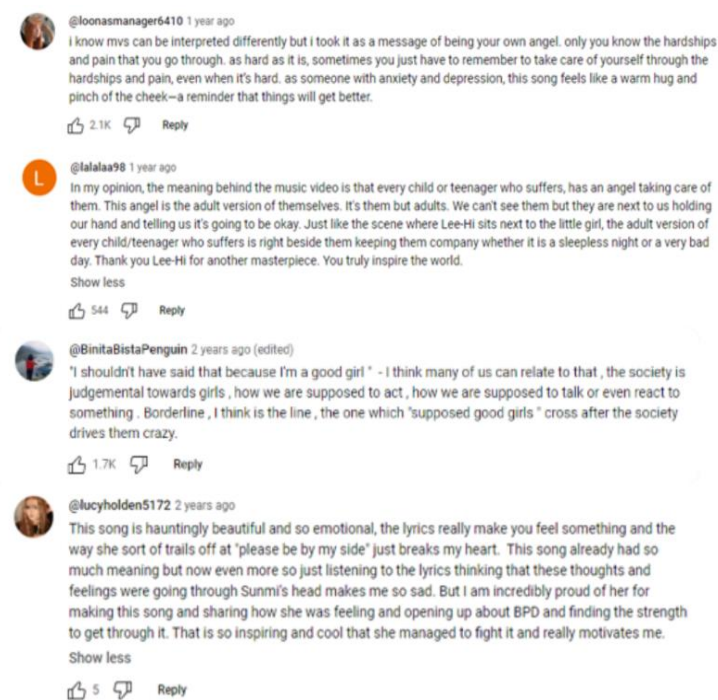 @loonasmanager6410 1 year ago
i know mvs can be interpreted differently but i took it as a message of being your own angel. only you know the hardships
and pain that you go through. as hard as it is, sometimes you just have to remember to take care of yourself through the
hardships and pain, even when it's hard. as someone with anxiety and depression, this song feels like a warm hug and
pinch of the cheek—a reminder that things will get better.
2.1K Reply
L
@lalalaa98 1 year ago
In my opinion, the meaning behind the music video is that every child or teenager who suffers, has an angel taking care of
them. This angel is the adult version of themselves. It's them but adults. We can't see them but they are next to us holding
our hand and telling us it's going to be okay. Just like the scene where Lee-Hi sits next to the little girl, the adult version of
every child/teenager who suffers is right beside them keeping them company whether it is a sleepless night or a very bad
day. Thank you Lee-Hi for another masterpiece. You truly inspire the world.
Show less
544 Reply
@BinitaBistaPenguin 2 years ago (edited)
"I shouldn't have said that because I'm a good girl " - I think many of us can relate to that , the society is
judgemental towards girls , how we are supposed to act , how we are supposed to talk or even react to
something . Borderline , I think is the line , the one which "supposed good girls " cross after the society
drives them crazy.
1.7K Reply
@lucyholden5172 2 years ago
This song is hauntingly beautiful and so emotional, the lyrics really make you feel something and the
way she sort of trails off at "please be by my side" just breaks my heart. This song already had so
much meaning but now even more so just listening to the lyrics thinking that these thoughts and
feelings were going through Sunmi's head makes me so sad. But I am incredibly proud of her for
making this song and sharing how she was feeling and opening up about BPD and finding the strength
to get through it. That is so inspiring and cool that she managed to fight it and really motivates me.
Show less
5 Reply